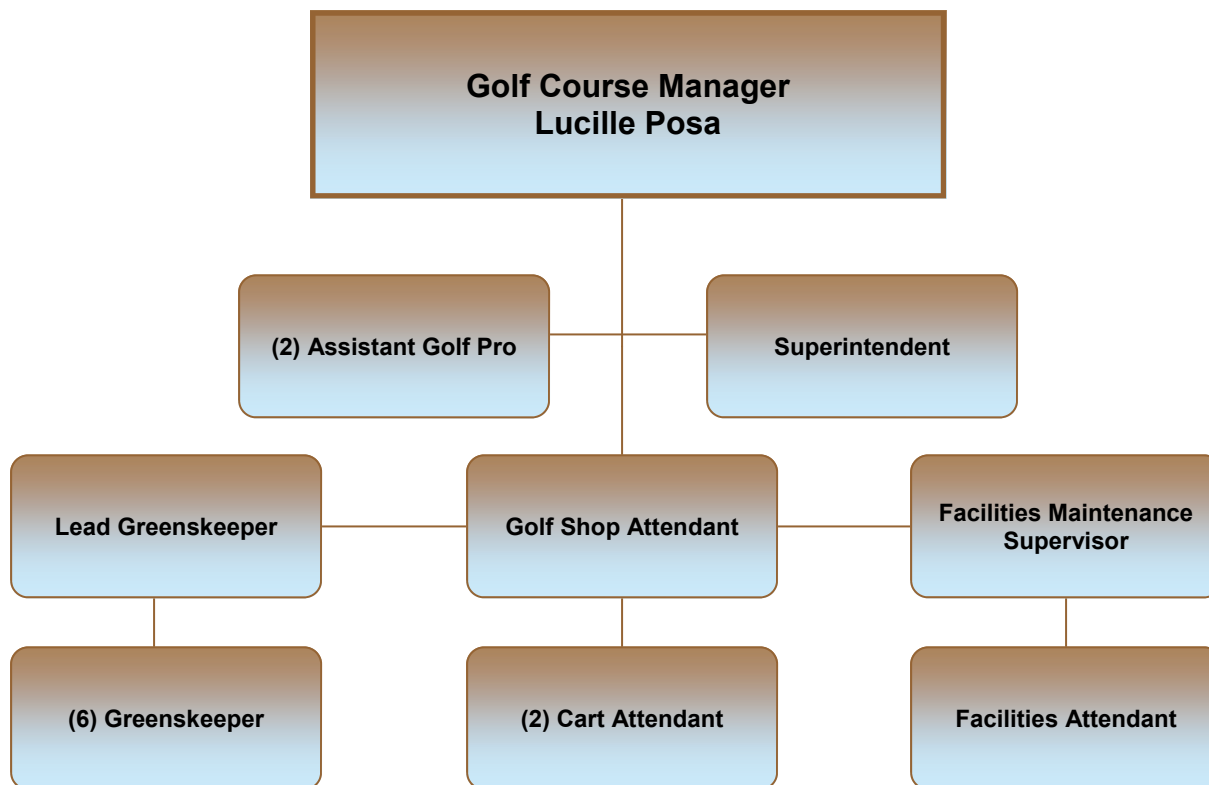 Golf Course Manager
Lucille Posa
(2) Assistant Golf Pro
Superintendent
Lead Greenskeeper
Golf Shop Attendant
Facilities Maintenance
Supervisor
(6) Greenskeeper
(2) Cart Attendant
Facilities Attendant